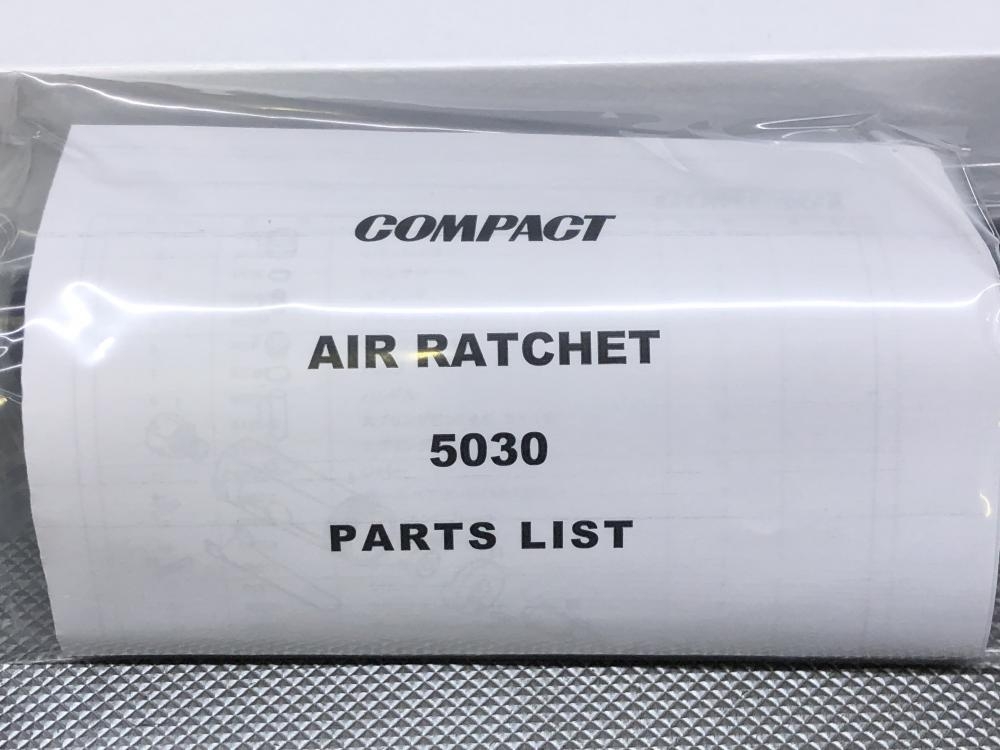 COMPACT
AIR RATCHET
5030
PARTS LIST